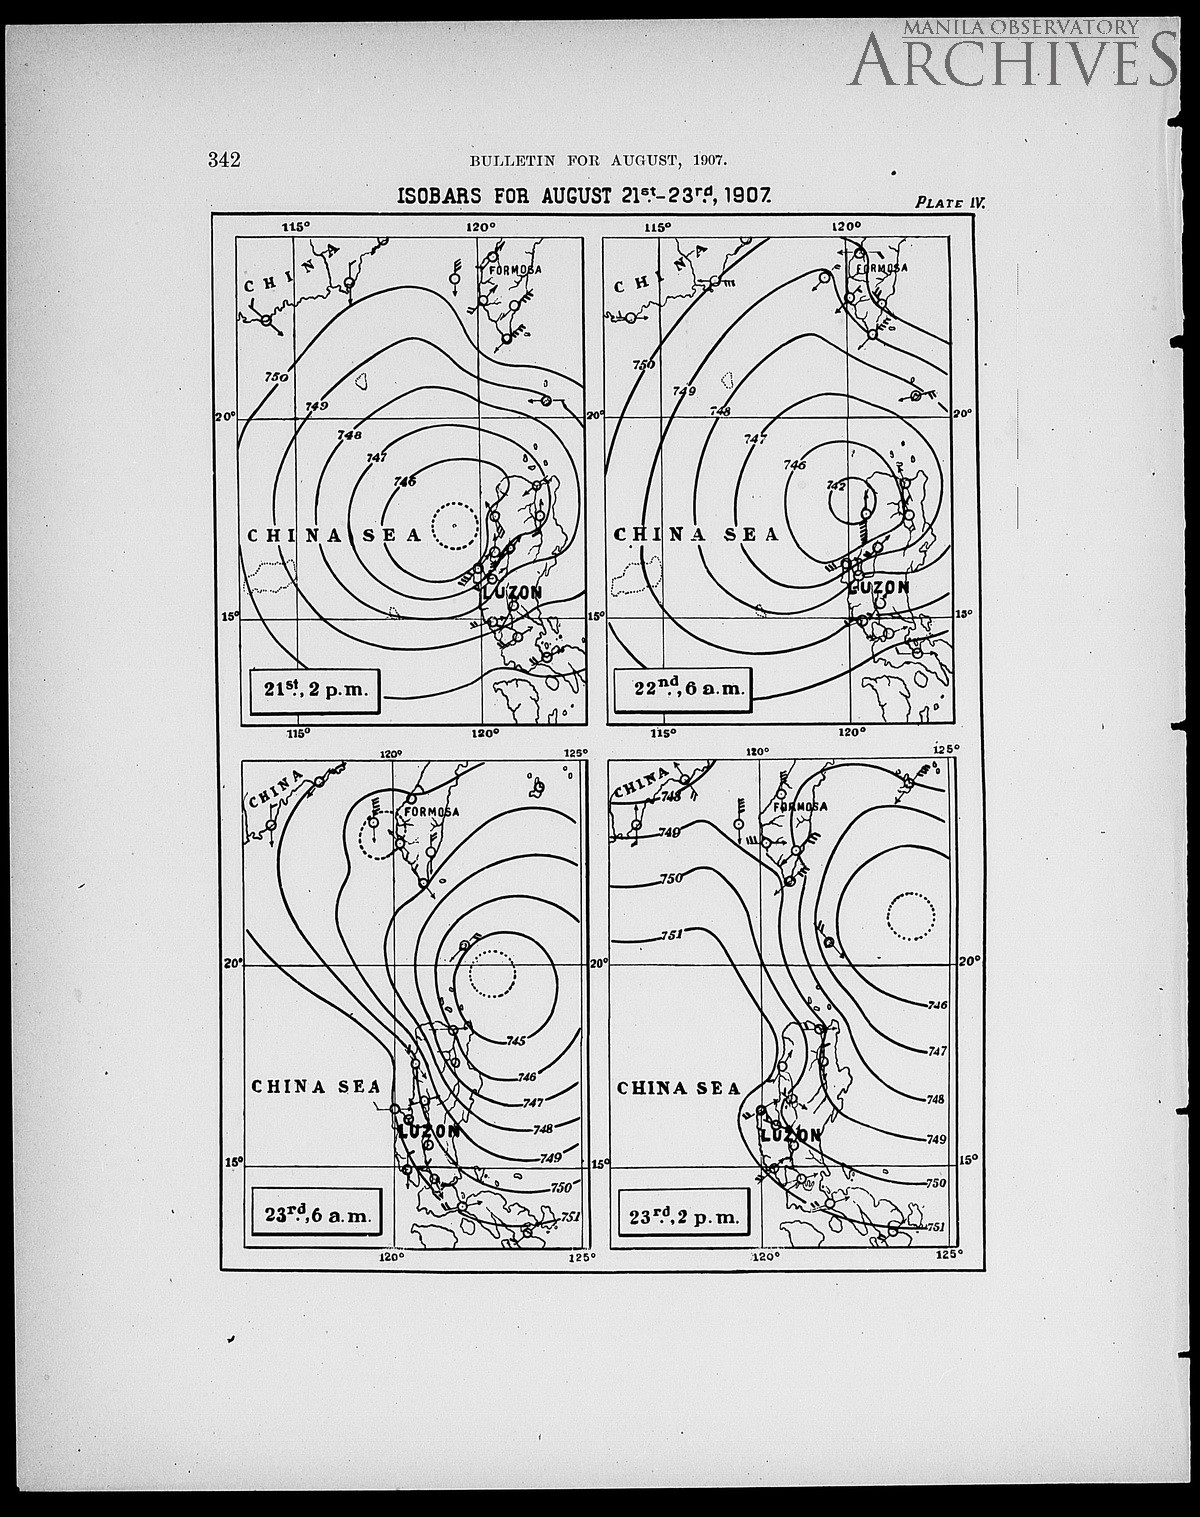 MANILA OBSERVATORY
ARCHIVES
342
BULLETIN FOR AUGUST, 1907.
ISOBARS FOR AUGUST 21st-23rd, 1907.
PLATE IV.
115° 120°
CHINA
FORMOSA
750
749
748
747
746
20°
CHINA SEA
LUZON
15°
21st, 2 p.m.
115° 120°
115° 120°
CHINA
FORMOSA
750
749
748
747
746
742
20° 20°
CHINA SEA
LUZON
15° 15°
22nd, 6 a.m.
115° 120°
120° 125°
CHINA
FORMOSA
20°
745
746
747
748
749
750
751
CHINA SEA
LUZON
15°
23rd, 6 a.m.
120° 125°
120° 125°
CHINA
748
FORMOSA
749
750
751
20° 20°
746
747
748
749
750
751
CHINA SEA
LUZON
15° 15°
23rd, 2 p.m.
120° 125°